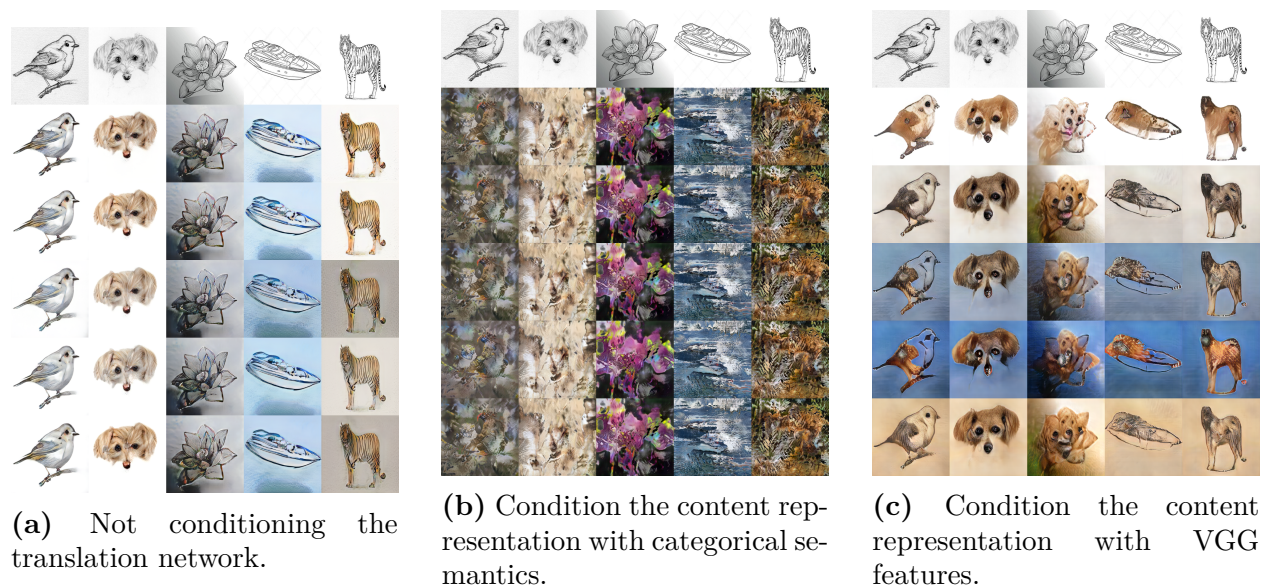 (a) Not conditioning the
translation network.
(b) Condition the content rep-
resentation with categorical se-
mantics.
(c) Condition the content
representation with VGG
features.